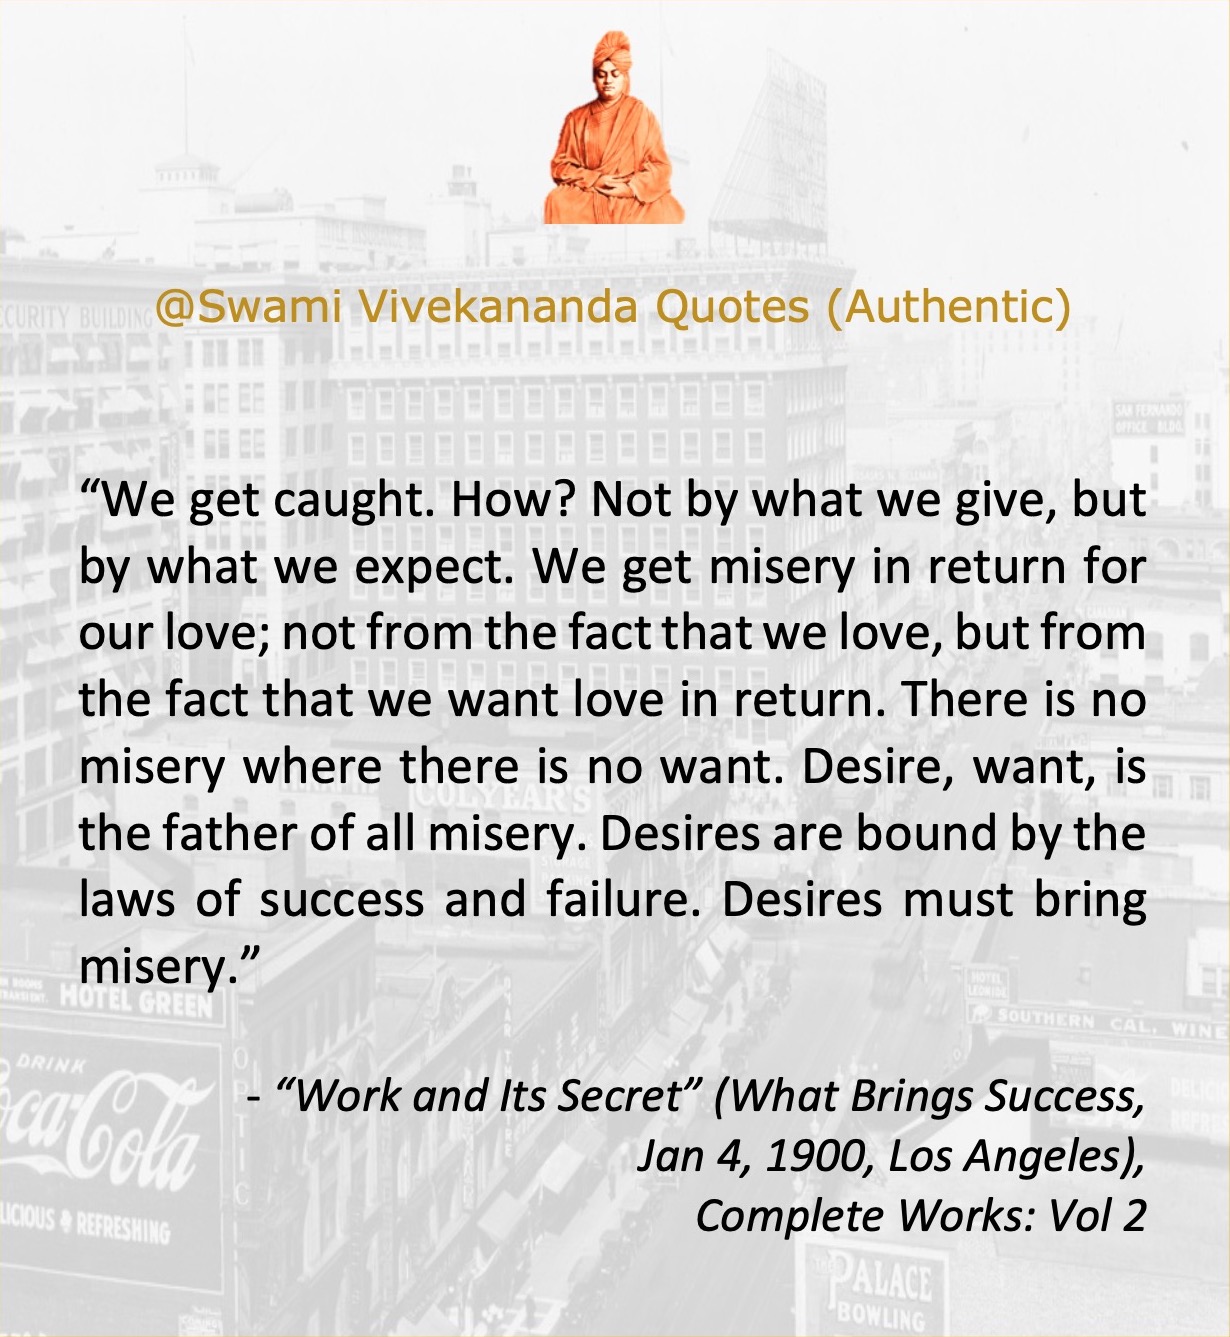 @Swami Vivekananda Quotes (Authentic)
CURITY BUILDING
SAN FERNANDO
OFFICE BLDG.
“We get caught. How? Not by what we give, but
by what we expect. We get misery in return for
our love; not from the fact that we love, but from
the fact that we want love in return. There is no
misery where there is no want. Desire, want, is
the father of all misery. Desires are bound by the
laws of success and failure. Desires must bring
misery.”
COLYEAR'S
HOTEL GREEN
HOTEL
LEONIDE
SOUTHERN CAL. WINE
DRINK
Coca-Cola
DELICIOUS & REFRESHING
- “Work and Its Secret” (What Brings Success,
Jan 4, 1900, Los Angeles),
Complete Works: Vol 2
THE PALACE
BOWLING